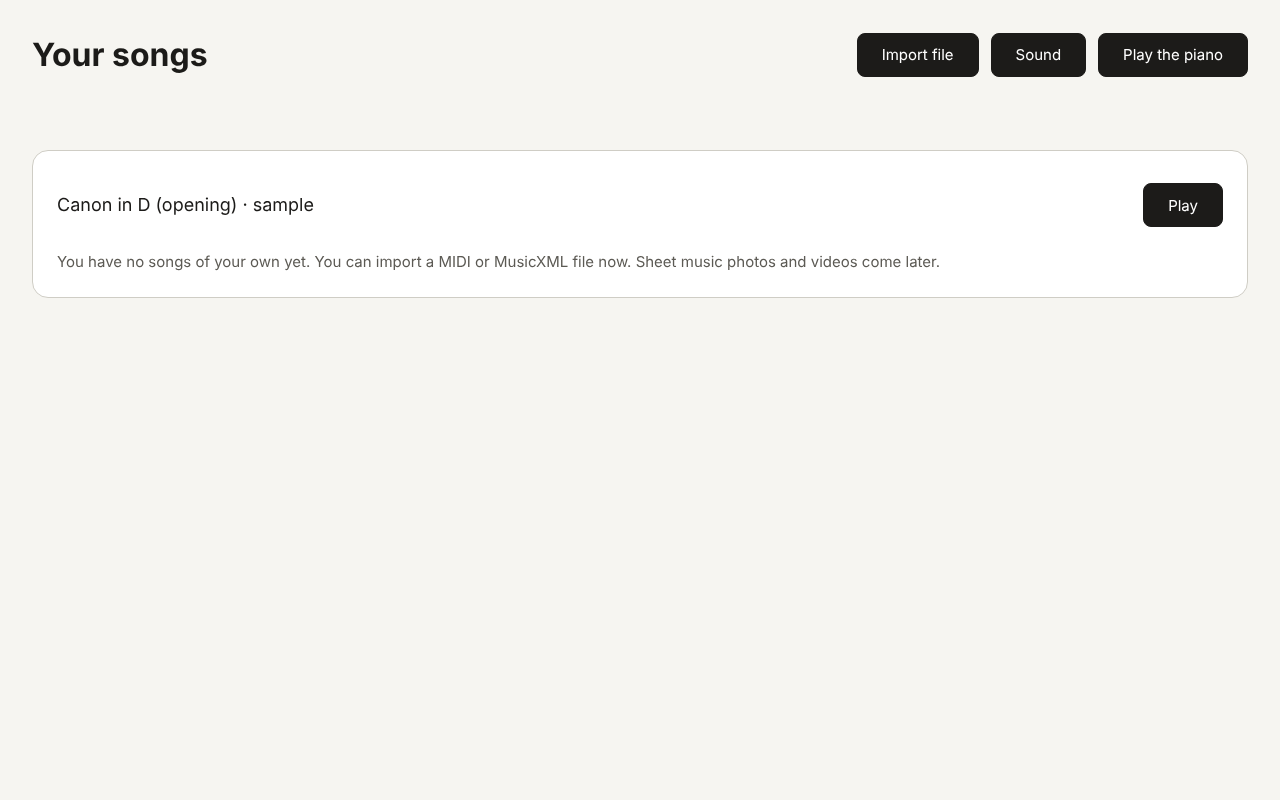 Your songs
Import file
Sound
Play the piano
Canon in D (opening) · sample
Play
You have no songs of your own yet. You can import a MIDI or MusicXML file now. Sheet music photos and videos come later.